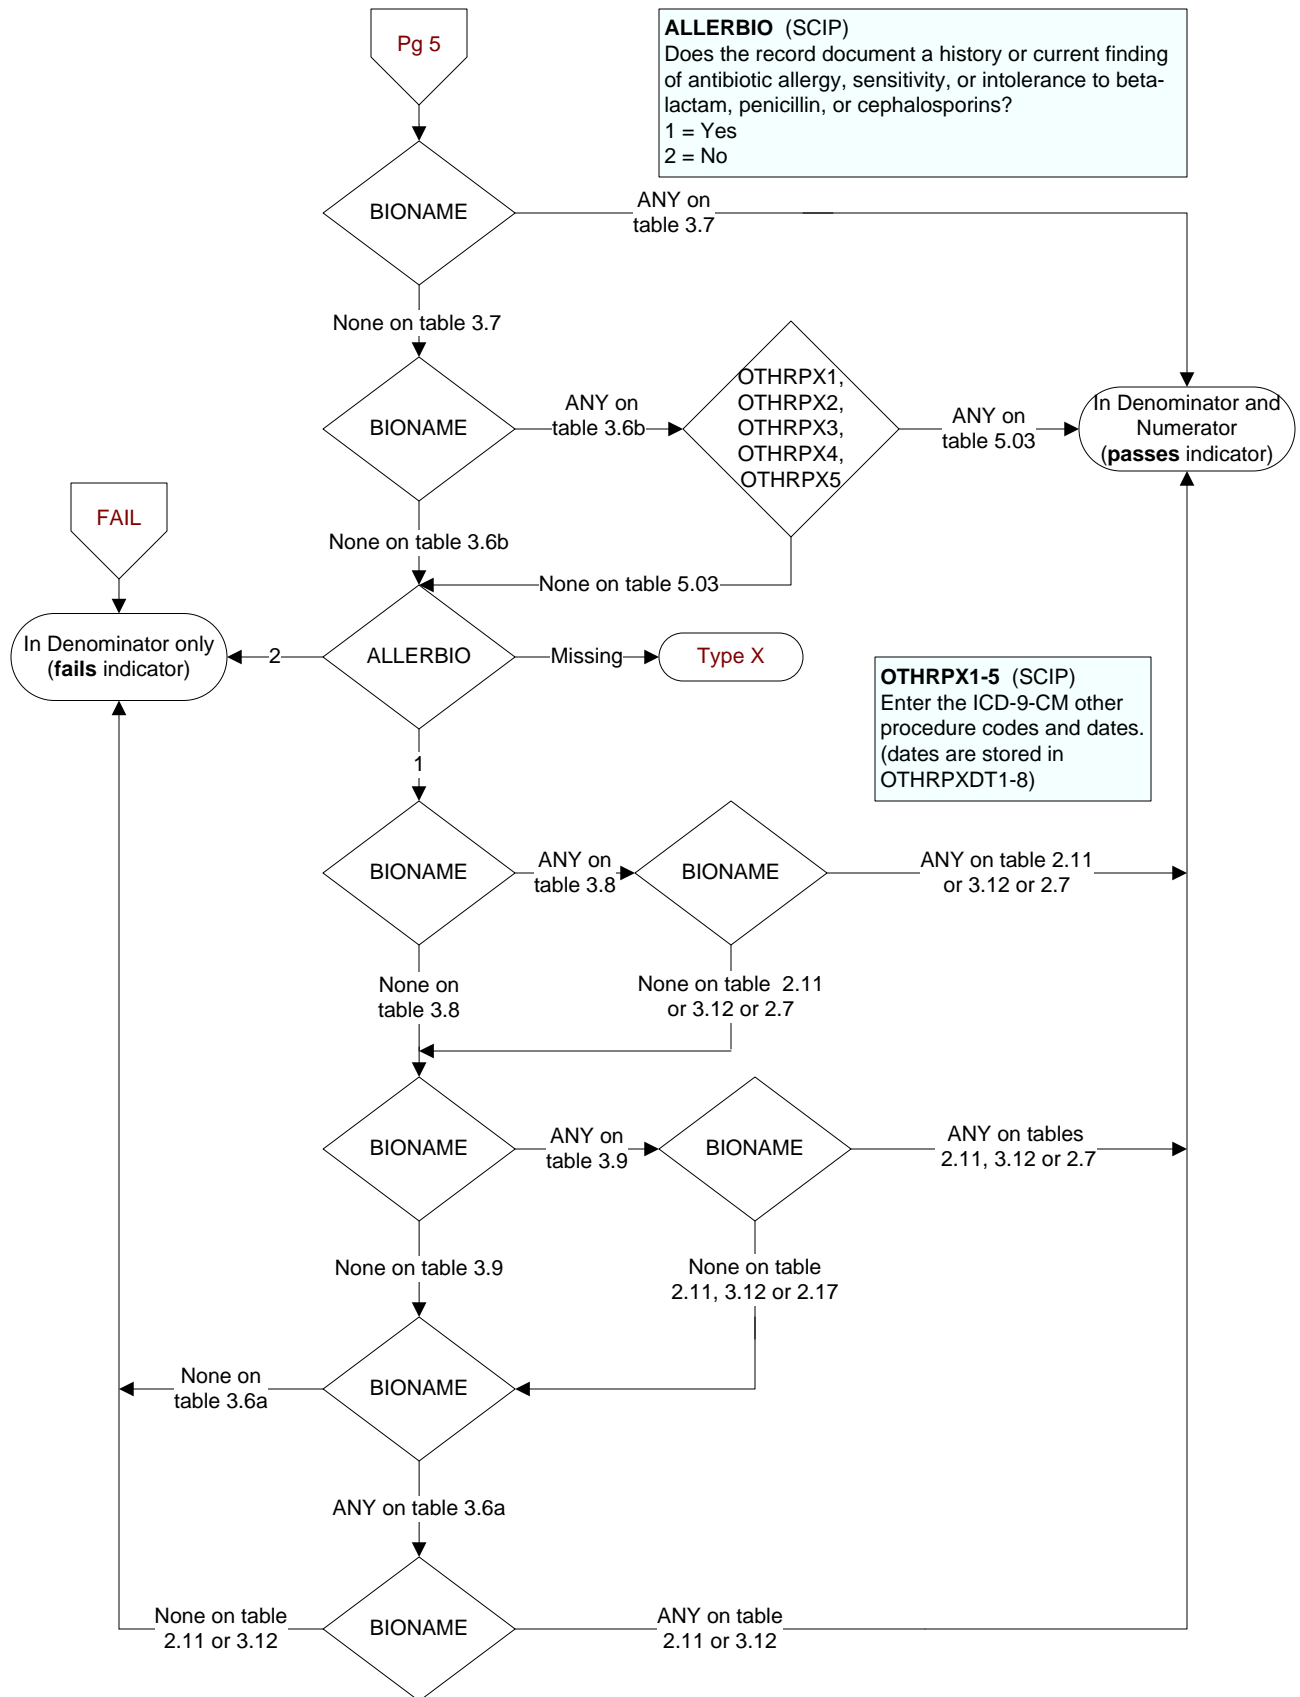 Pg 5
ALLERBIO (SCIP)
Does the record document a history or current finding
of antibiotic allergy, sensitivity, or intolerance to beta-
lactam, penicillin, or cephalosporins?
1 = Yes
2 = No
BIONAME
ANY on
table 3.7
None on table 3.7
BIONAME
ANY on
table 3.6b
OTHRPX1,
OTHRPX2,
OTHRPX3,
OTHRPX4,
OTHRPX5
ANY on
table 5.03
In Denominator and
Numerator
(passes indicator)
FAIL
None on table 3.6b
None on table 5.03
In Denominator only
(fails indicator)
2
ALLERBIO
Missing
Type X
OTHRPX1-5 (SCIP)
Enter the ICD-9-CM other
procedure codes and dates.
(dates are stored in
OTHRPXDT1-8)
1
BIONAME
ANY on
table 3.8
BIONAME
ANY on table 2.11
or 3.12 or 2.7
None on
table 3.8
None on table 2.11
or 3.12 or 2.7
BIONAME
ANY on
table 3.9
BIONAME
ANY on tables
2.11, 3.12 or 2.7
None on table 3.9
None on table
2.11, 3.12 or 2.17
None on
table 3.6a
BIONAME
ANY on table 3.6a
None on table
2.11 or 3.12
BIONAME
ANY on table
2.11 or 3.12